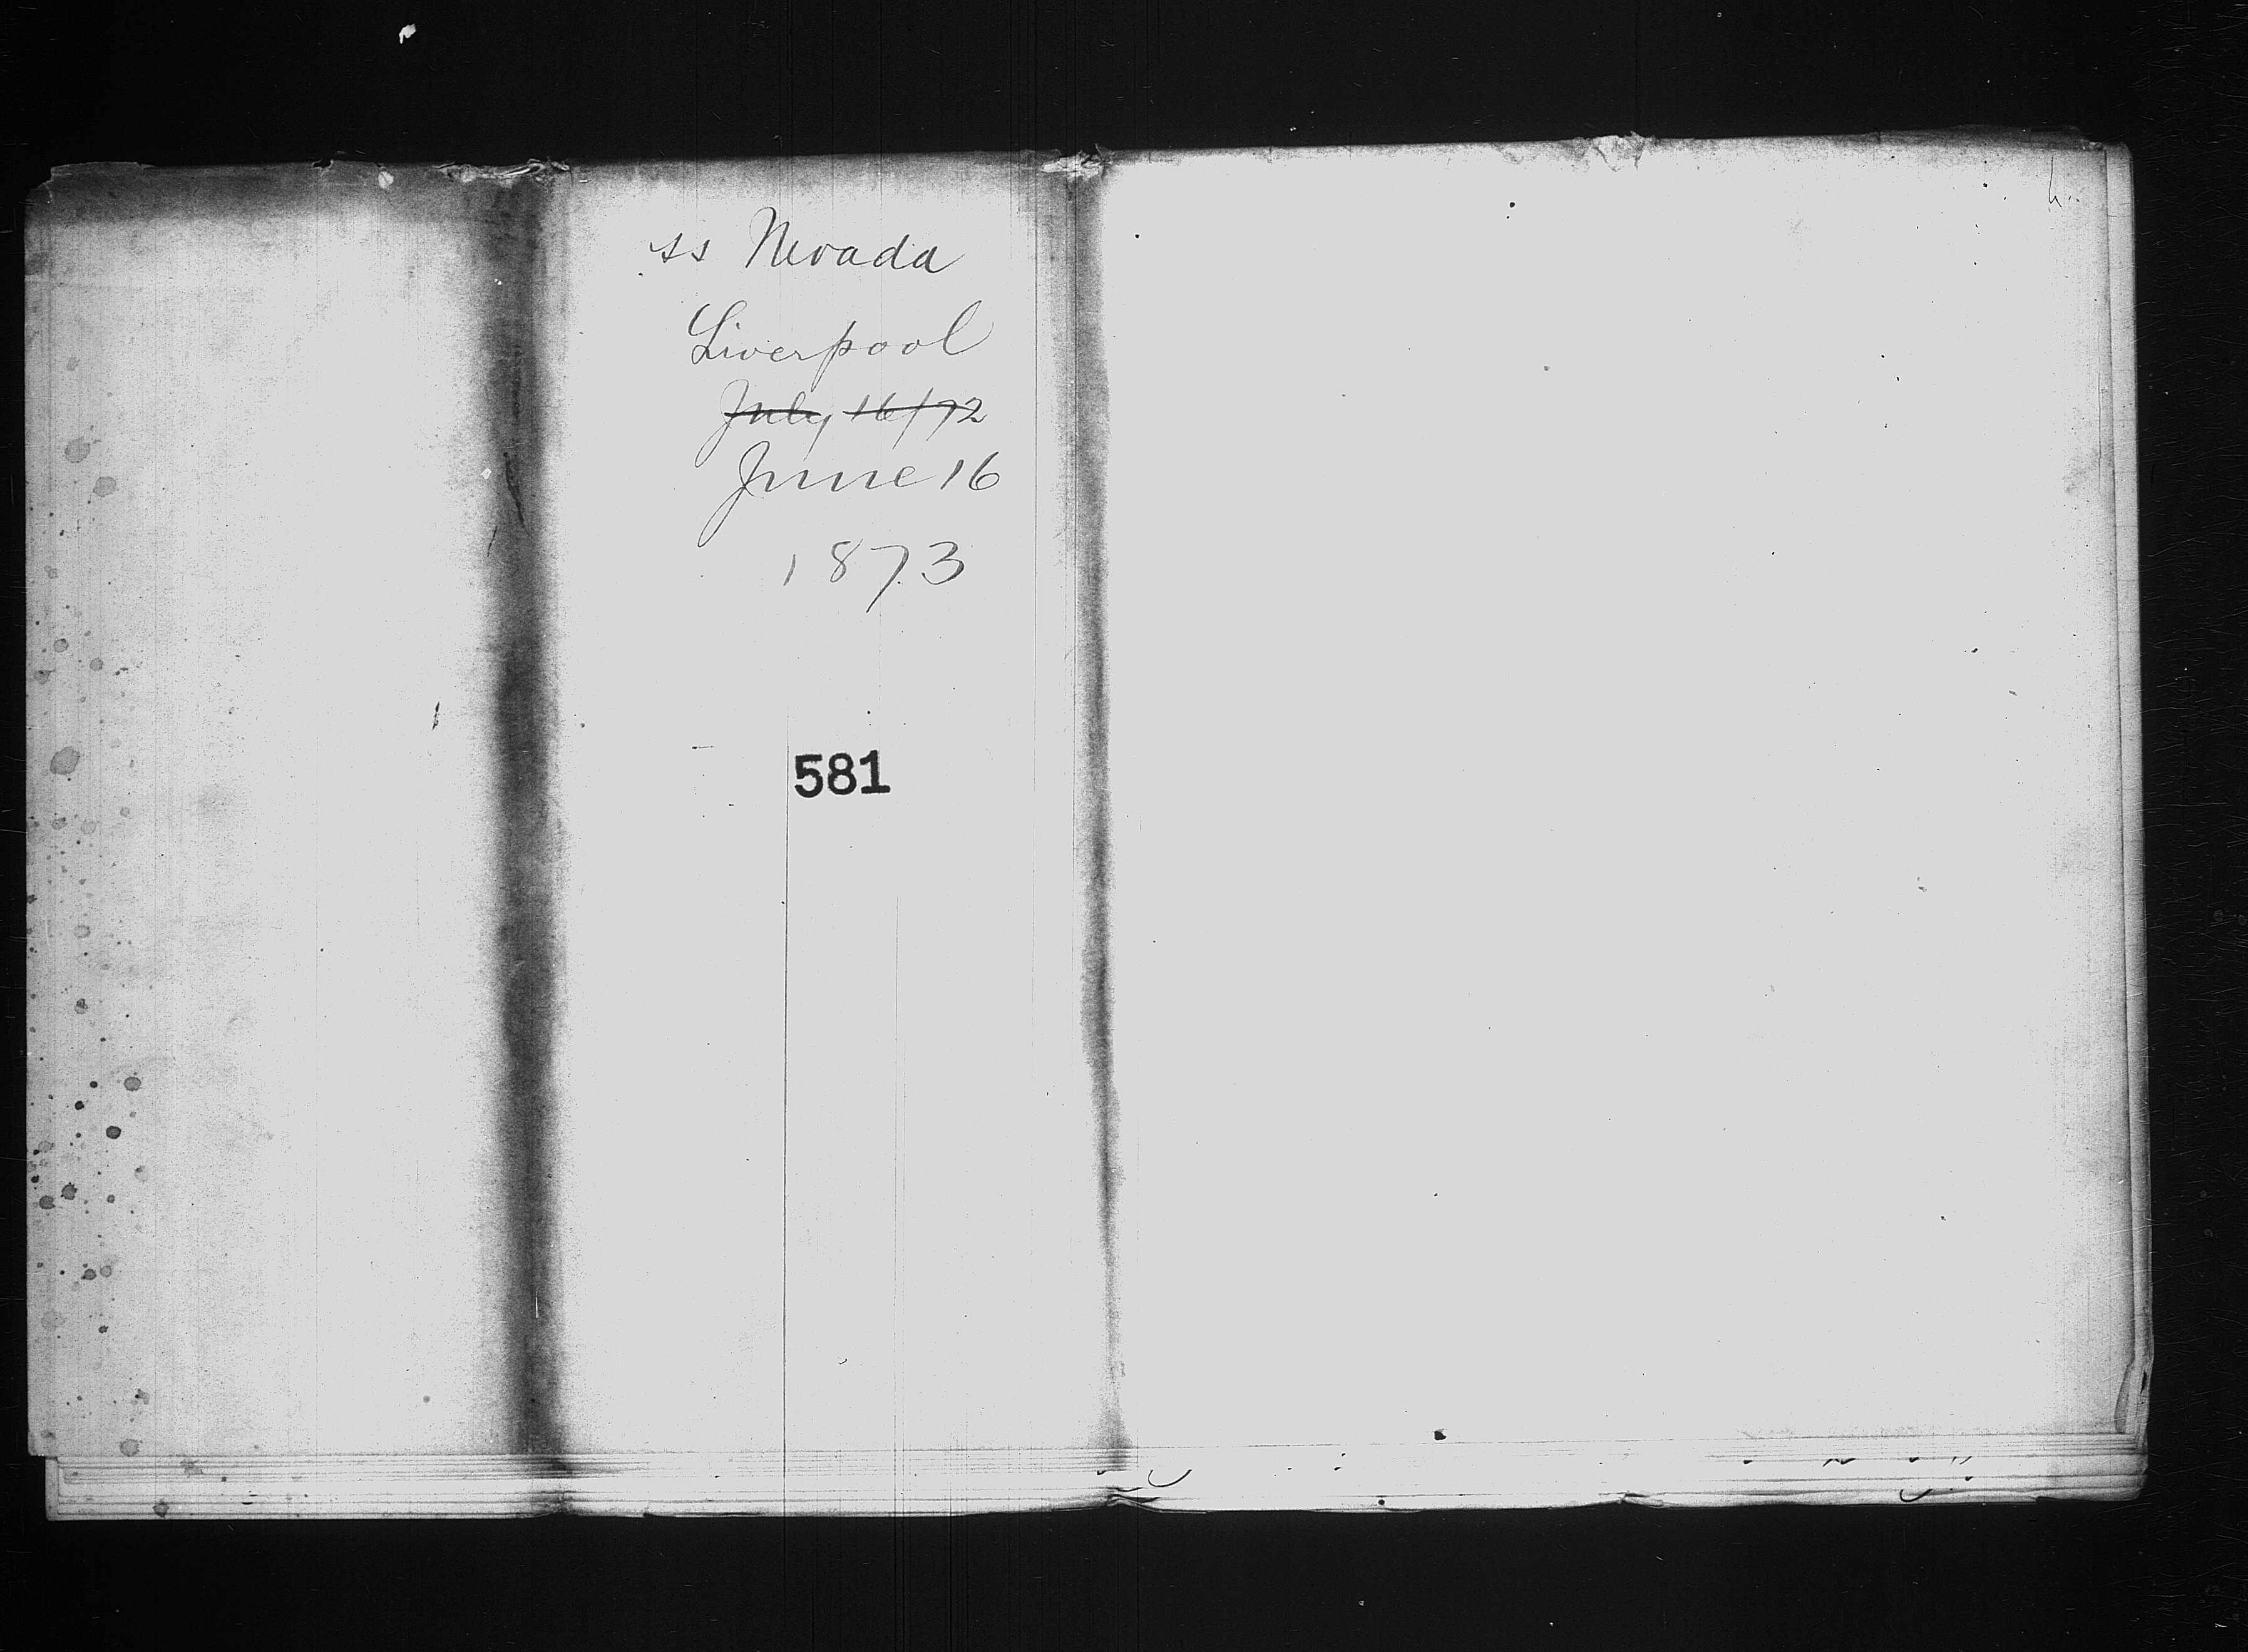 ss Nevada
Liverpool
July 16/72
June 16
1873
581